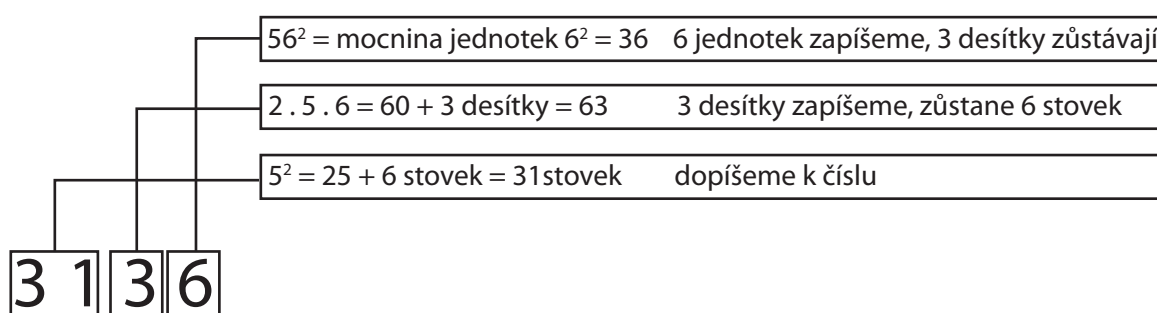 56² = mocnina jednotek 6² = 36 6 jednotek zapíšeme, 3 desítky zůstávají
2 . 5 . 6 = 60 + 3 desítky = 63 3 desítky zapíšeme, zůstane 6 stovek
5² = 25 + 6 stovek = 31stovek dopíšeme k číslu
3 1 3 6